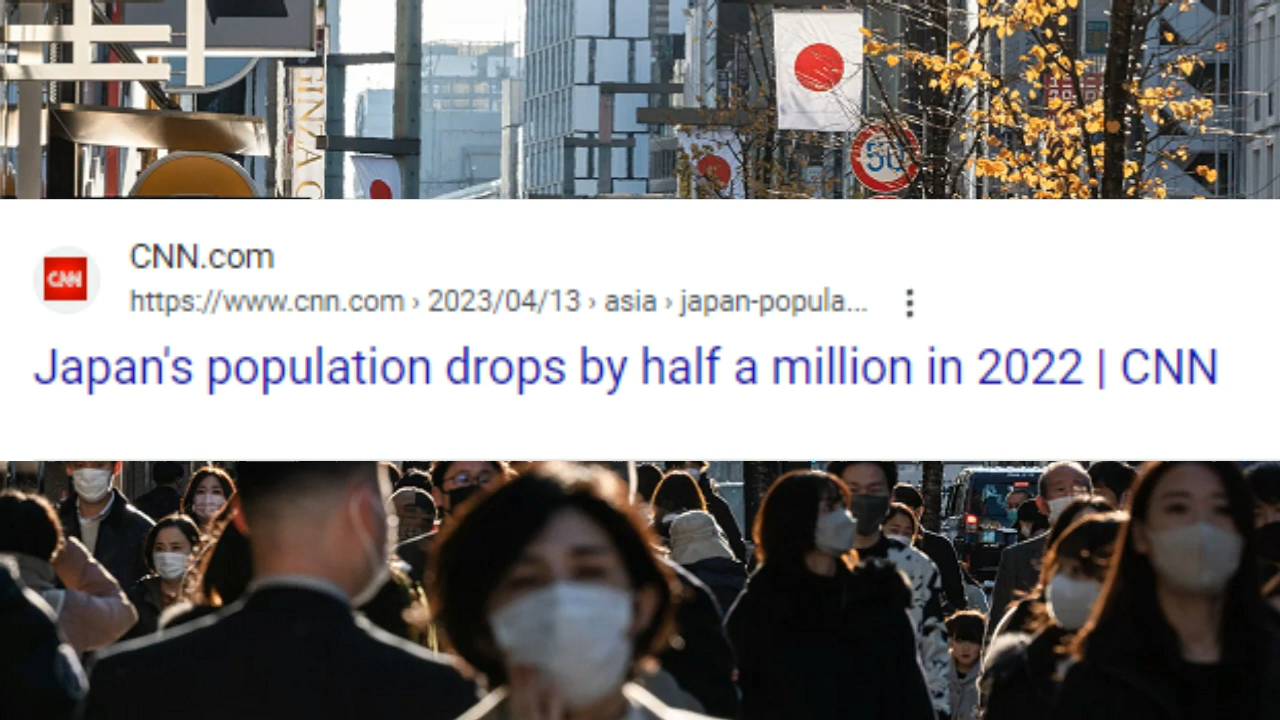 GINZA
50
CNN
CNN.com
https://www.cnn.com › 2023/04/13 › asia › japan-popula...
Japan's population drops by half a million in 2022 | CNN